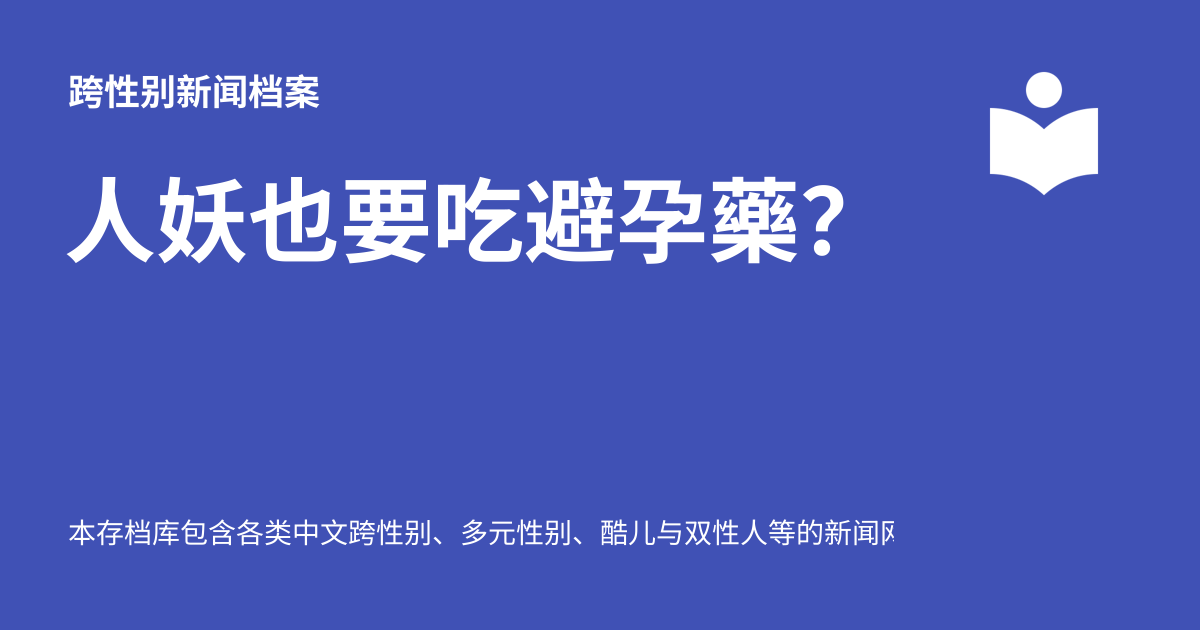 跨性别新闻档案
人妖也要吃避孕藥？
本存档库包含各类中文跨性别、多元性别、酷儿与双性人等的新闻